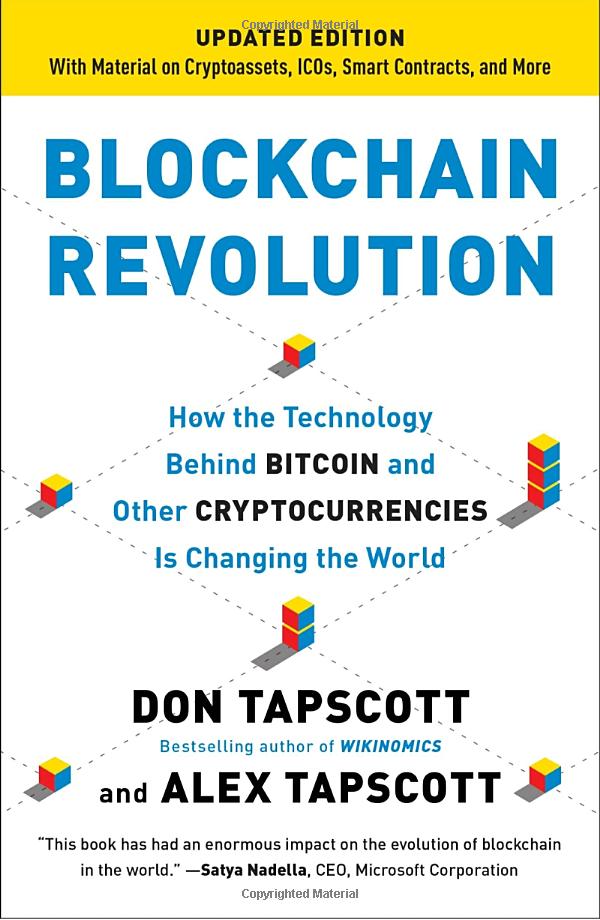 Copyrighted Material
UPDATED EDITION
With Material on Cryptoassets, ICOs, Smart Contracts, and More
BLOCKCHAIN
REVOLUTION
How the Technology
Behind BITCOIN and
Other CRYPTOCURRENCIES
Is Changing the World
DON TAPSCOTT
Bestselling author of WIKINOMICS
and ALEX TAPSCOTT
“This book has had an enormous impact on the evolution of blockchain
in the world.” —Satya Nadella, CEO, Microsoft Corporation
Copyrighted Material